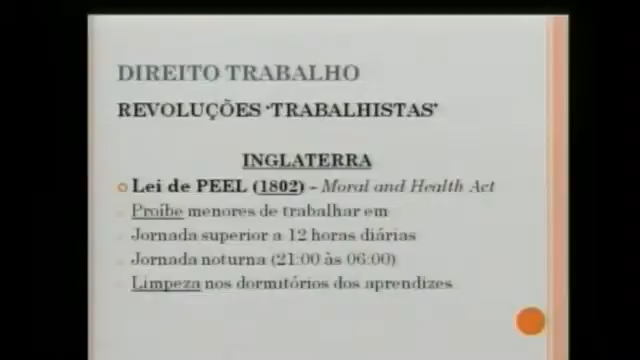 DIREITO TRABALHO
REVOLUÇÕES 'TRABALHISTAS'
INGLATERRA
Lei de PEEL (1802) – Moral and Health Act
Proíbe menores de trabalhar em
Jornada superior a 12 horas diárias
Jornada noturna (21:00 às 06:00)
Limpeza nos dormitórios dos aprendizes